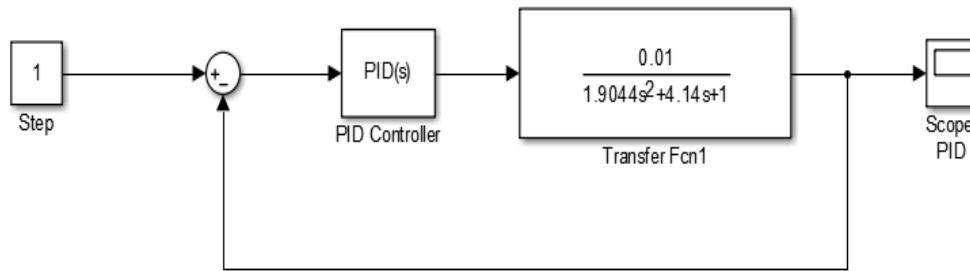 1
Step
+
−
PID(s)
PID Controller
0.01
1.9044s²+4.14s+1
Transfer Fcn1
Scope
PID